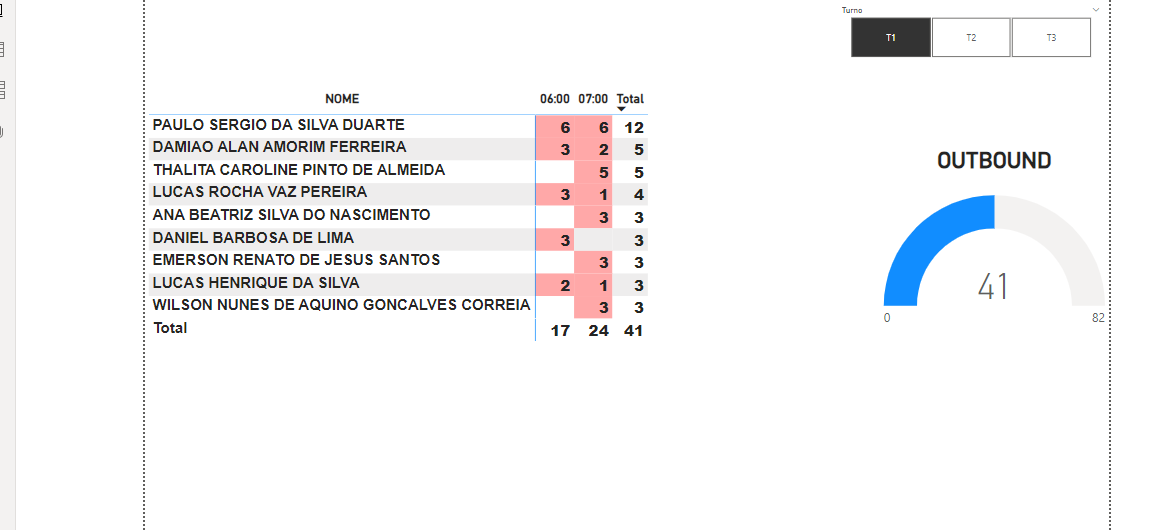 Turno
T1 T2 T3
NOME 06:00 07:00 Total
PAULO SERGIO DA SILVA DUARTE 6 6 12
DAMIAO ALAN AMORIM FERREIRA 3 2 5
THALITA CAROLINE PINTO DE ALMEIDA 5 5
LUCAS ROCHA VAZ PEREIRA 3 1 4
ANA BEATRIZ SILVA DO NASCIMENTO 3 3
DANIEL BARBOSA DE LIMA 3 3
EMERSON RENATO DE JESUS SANTOS 3 3
LUCAS HENRIQUE DA SILVA 2 1 3
WILSON NUNES DE AQUINO GONCALVES CORREIA 3 3
Total 17 24 41
OUTBOUND
41
0 82